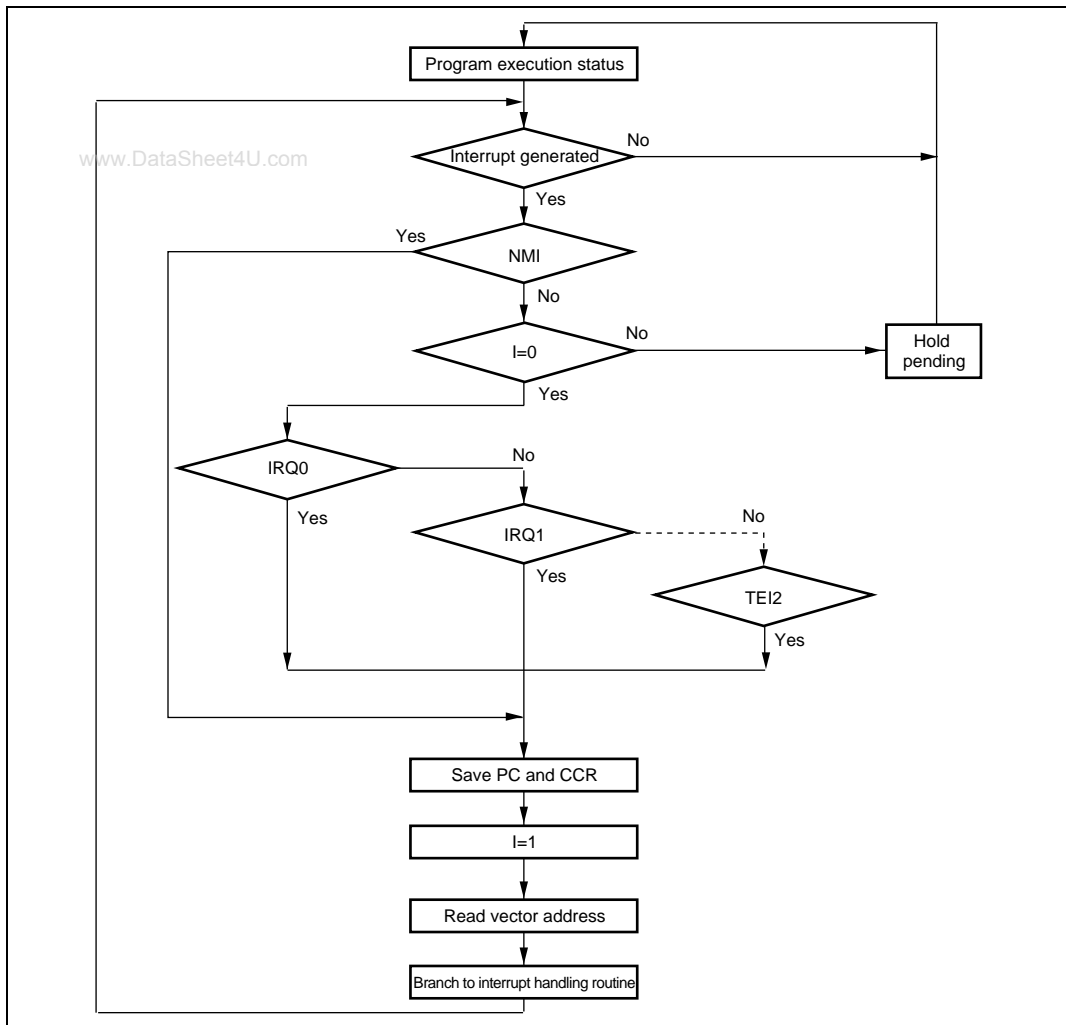 Program execution status
www.DataSheet4U.com
Interrupt generated
No
Yes
Yes
NMI
No
I=0
No
Hold
pending
Yes
IRQ0
No
Yes
IRQ1
No
Yes
TEI2
Yes
Save PC and CCR
I=1
Read vector address
Branch to interrupt handling routine